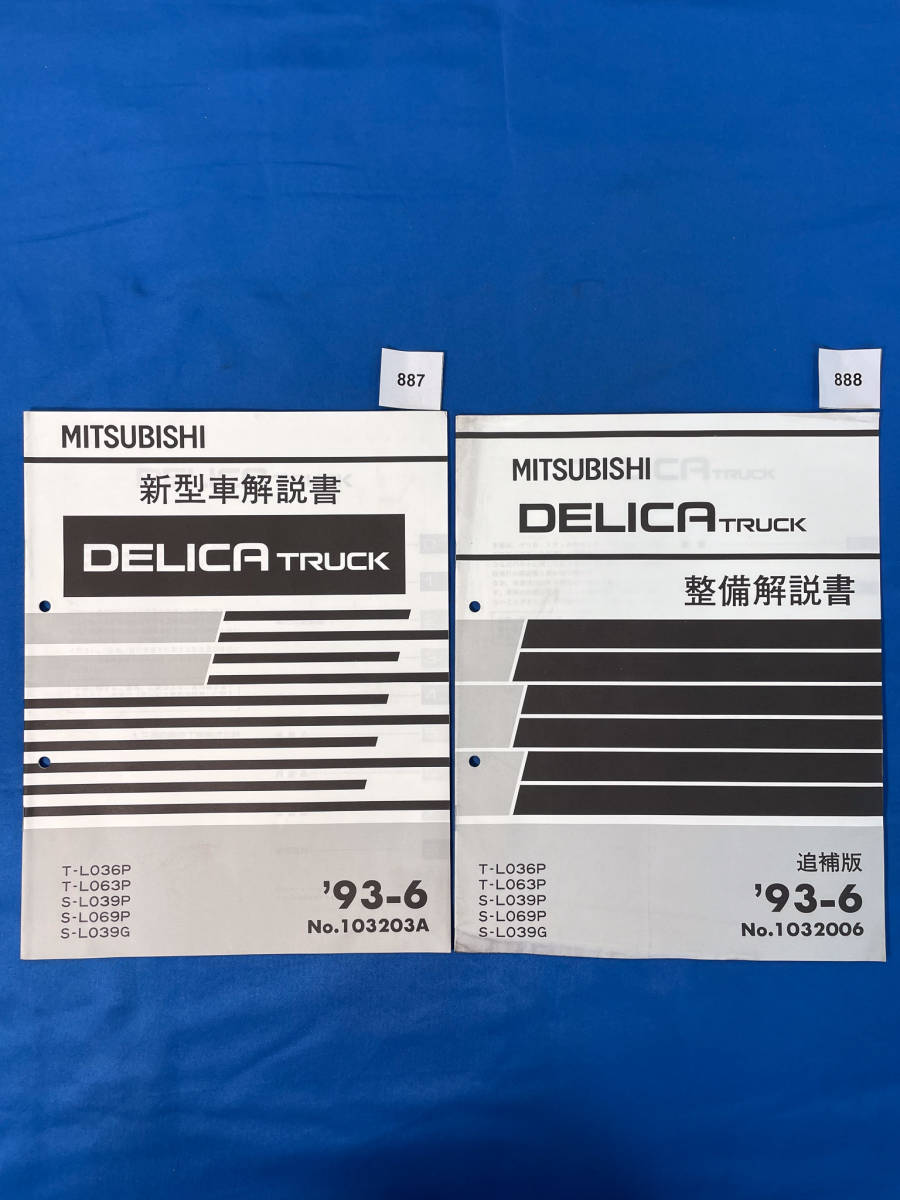 887
MITSUBISHI
新型車解説書
DELICA TRUCK
T-L036P
T-L063P
S-L039P
S-L069P
S-L039G
'93-6
No.103203A
888
MITSUBISHI
DELICA TRUCK
整備解説書
T-L036P
T-L063P
S-L039P
S-L069P
S-L039G
追補版
'93-6
No.1032006